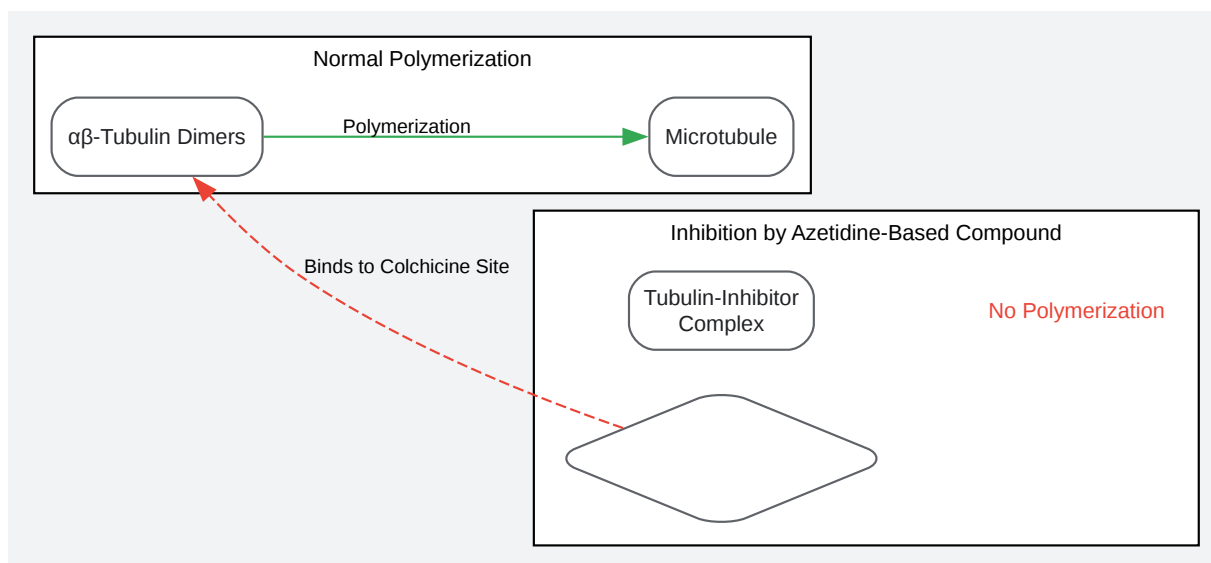 Normal Polymerization
αβ-Tubulin Dimers
Polymerization
Microtubule
Inhibition by Azetidine-Based Compound
Binds to Colchicine Site
Tubulin-Inhibitor
Complex
No Polymerization